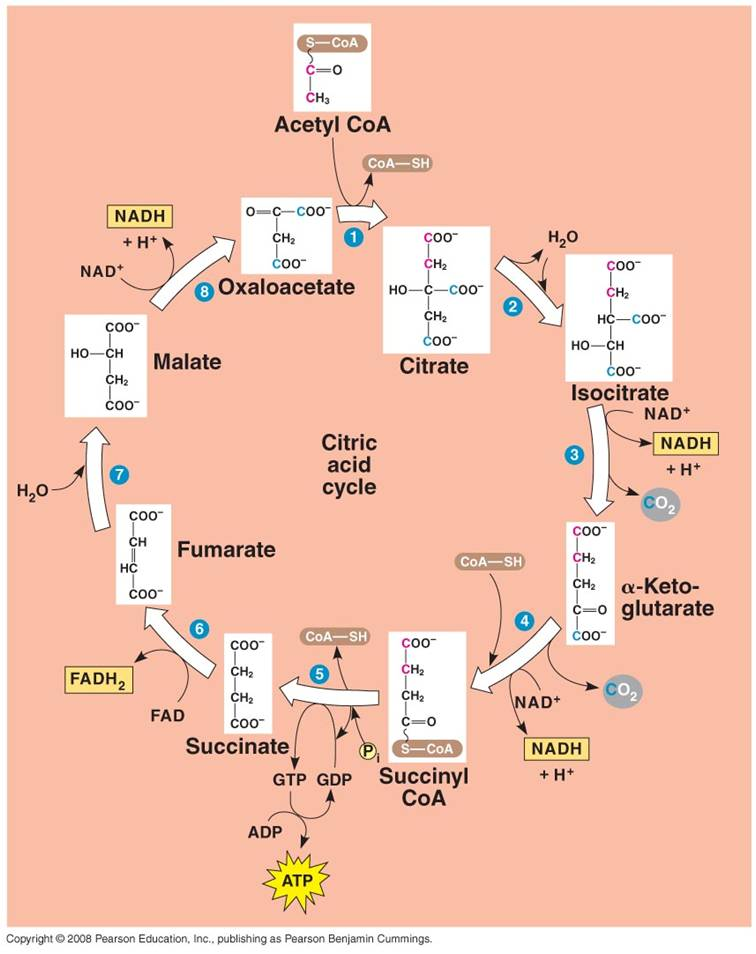 S—CoA
C=O
CH₃
Acetyl CoA
CoA—SH
NADH
+ H⁺
NAD⁺
8
O=C—COO⁻
CH₂
COO⁻
Oxaloacetate
1
COO⁻
CH₂
HO—C—COO⁻
CH₂
COO⁻
Citrate
H₂O
2
COO⁻
CH₂
HC—COO⁻
HO—CH
COO⁻
Isocitrate
COO⁻
HO—CH
CH₂
COO⁻
Malate
Citric
acid
cycle
3
NAD⁺
NADH
+ H⁺
CO₂
7
H₂O
COO⁻
CH
HC
COO⁻
Fumarate
COO⁻
CH₂
CH₂
C=O
COO⁻
α-Keto-
glutarate
CoA—SH
4
CO₂
NAD⁺
NADH
+ H⁺
COO⁻
CH₂
CH₂
C=O
S—CoA
Succinyl
CoA
CoA—SH
5
Pi
GTP GDP
ADP
ATP
COO⁻
CH₂
CH₂
COO⁻
Succinate
6
FADH₂
FAD
Copyright © 2008 Pearson Education, Inc., publishing as Pearson Benjamin Cummings.